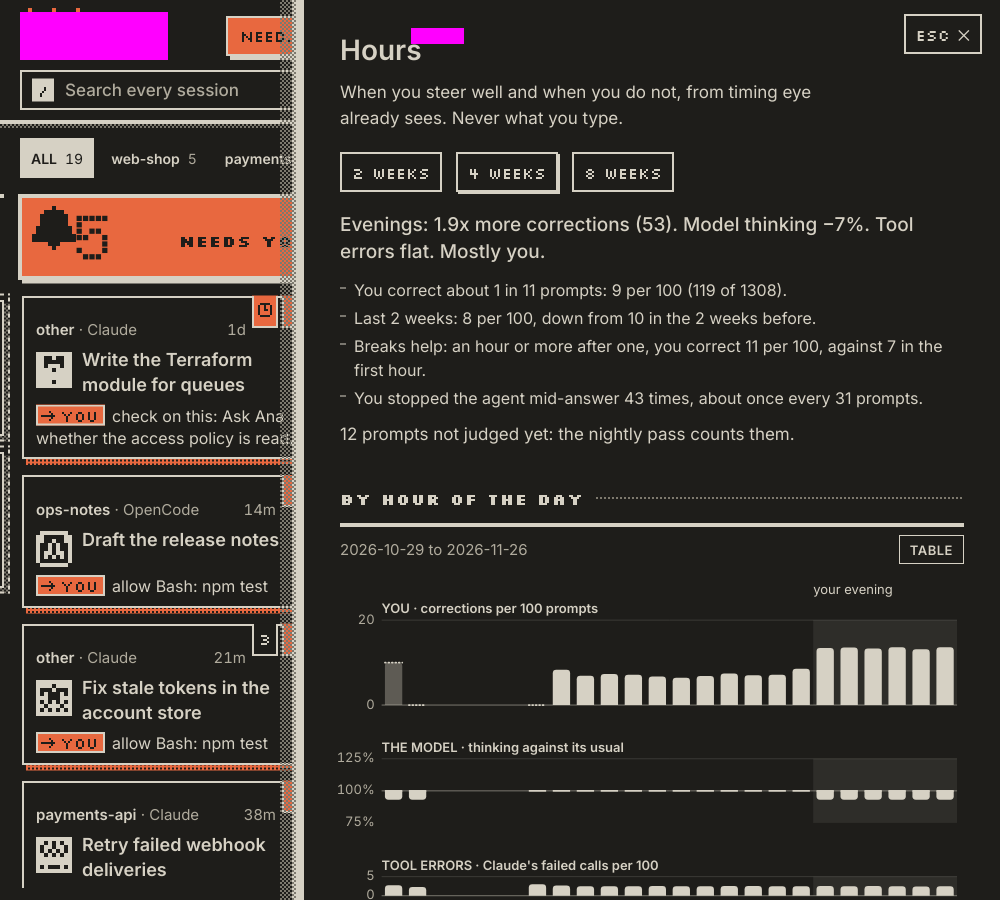 NEED
/ Search every session
ALL 19 web-shop 5 payments
5 NEEDS YO
other · Claude 1d
Write the Terraform
module for queues
→ YOU check on this: Ask Ana
whether the access policy is read
ops-notes · OpenCode 14m
Draft the release notes
→ YOU allow Bash: npm test
3
other · Claude 21m
Fix stale tokens in the
account store
→ YOU allow Bash: npm test
payments-api · Claude 38m
Retry failed webhook
deliveries
ESC ×
Hours
When you steer well and when you do not, from timing eye
already sees. Never what you type.
2 WEEKS 4 WEEKS 8 WEEKS
Evenings: 1.9x more corrections (53). Model thinking −7%. Tool
errors flat. Mostly you.
– You correct about 1 in 11 prompts: 9 per 100 (119 of 1308).
– Last 2 weeks: 8 per 100, down from 10 in the 2 weeks before.
– Breaks help: an hour or more after one, you correct 11 per 100, against 7 in the
first hour.
– You stopped the agent mid-answer 43 times, about once every 31 prompts.
12 prompts not judged yet: the nightly pass counts them.
BY HOUR OF THE DAY
2026-10-29 to 2026-11-26 TABLE
your evening
YOU · corrections per 100 prompts
20
0
THE MODEL · thinking against its usual
125%
100%
75%
TOOL ERRORS · Claude's failed calls per 100
5
0